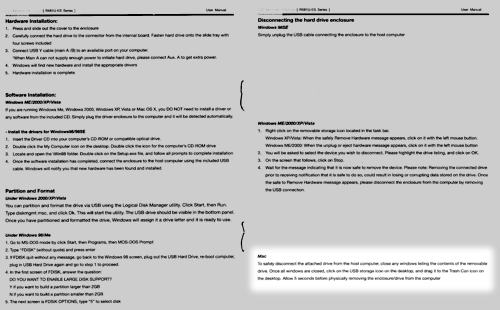 [ RA81U-ES Series ]
User Manual
Hardware Installation:
1. Press and slide out the cover to the enclosure
2. Carefully connect the hard drive to the connector from the internal board. Fasten hard drive onto the slide tray with
four screws included
3. Connect USB Y cable (main A /B) to an available port on your computer.
*When Main A can not supply enough power to initiate hard drive, please connect Aux. A to get extra power.
4. Windows will find new hardware and install the appropriate drivers
5. Hardware installation is complete
Software Installation:
Windows ME/2000/XP/Vista
If you are running Windows Me, Windows 2000, Windows XP, Vista or Mac OS X, you DO NOT need to install a driver or
any software from the included CD. Simply plug the drive enclosure to the computer and it will be detected automatically.
- Install the drivers for Windows98/98SE
1. Insert the Driver CD into your computer's CD-ROM or compatible optical drive.
2. Double click the My Computer icon on the desktop. Double click the icon for the computer's CD-ROM drive
3. Locate and open the Win98 folder. Double click on the Setup.exe file, and follow all prompts to complete installation
4. Once the software installation has completed, connect the enclosure to the host computer using the included USB
cable. Windows will notify you that new hardware has been found and installed.
Partition and Format
Under Windows 2000/XP/Vista
You can partition and format the drive via USB using the Logical Disk Manager utility. Click Start, then Run.
Type diskmgmt.msc, and click Ok. This will start the utility. The USB drive should be visible in the bottom panel.
Once you have partitioned and formatted the drive, Windows will assign it a drive letter and it is ready to use.
Under Windows 98/Me
1. Go to MS-DOS mode by click Start, then Programs, then MOS-DOS Prompt
2. Type "FDISK" (without quote) and press enter
3. If FDISK quit without any message, go back to the Windows 98 screen, plug out the USB Hard Drive, re-boot computer,
plug in USB Hard Drive again and go to step 1 to proceed.
4. In the first screen of FDISK, answer the question:
DO YOU WANT TO ENABLE LARGE DISK SUPPORT?
Y if you want to build a partition larger than 2GB
N if you want to build a partition smaller than 2GB
5. The next screen is FDISK OPTIONS, type "5" to select disk
[ RA81U-ES Series ]
User Manual
Disconnecting the hard drive enclosure
Windows 98SE
Simply unplug the USB cable connecting the enclosure to the host computer
Windows ME/2000/XP/Vista
1. Right click on the removable storage icon located in the task bar.
Windows XP/Vista: When the safely Remove Hardware message appears, click on it with the left mouse button.
Windows ME/2000: When the unplug or eject hardware message appears, click on it with the left mouse button
2. You will be asked to select the device you wish to disconnect. Please highlight the drive listing, and click on OK.
3. On the screen that follows, click on Stop.
4. Wait for the message indicating that it is now safe to remove the device. Please note: Removing the connected drive
prior to receiving notification that it is safe to do so, could result in losing or corrupting data stored on the drive. Once
the safe to Remove Hardware message appears, please disconnect the enclosure from the computer by removing
the USB connection.
Mac
To safely disconnect the attached drive from the host computer, close any windows listing the contents of the removable
drive. Once all windows are closed, click on the USB storage icon on the desktop, and drag it to the Trash Can icon on
the desktop. Allow 5 seconds before physically removing the enclosure/drive from the computer